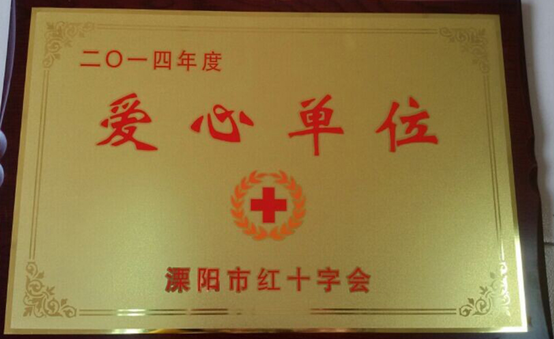 二〇一四年度
爱心单位
溧阳市红十字会